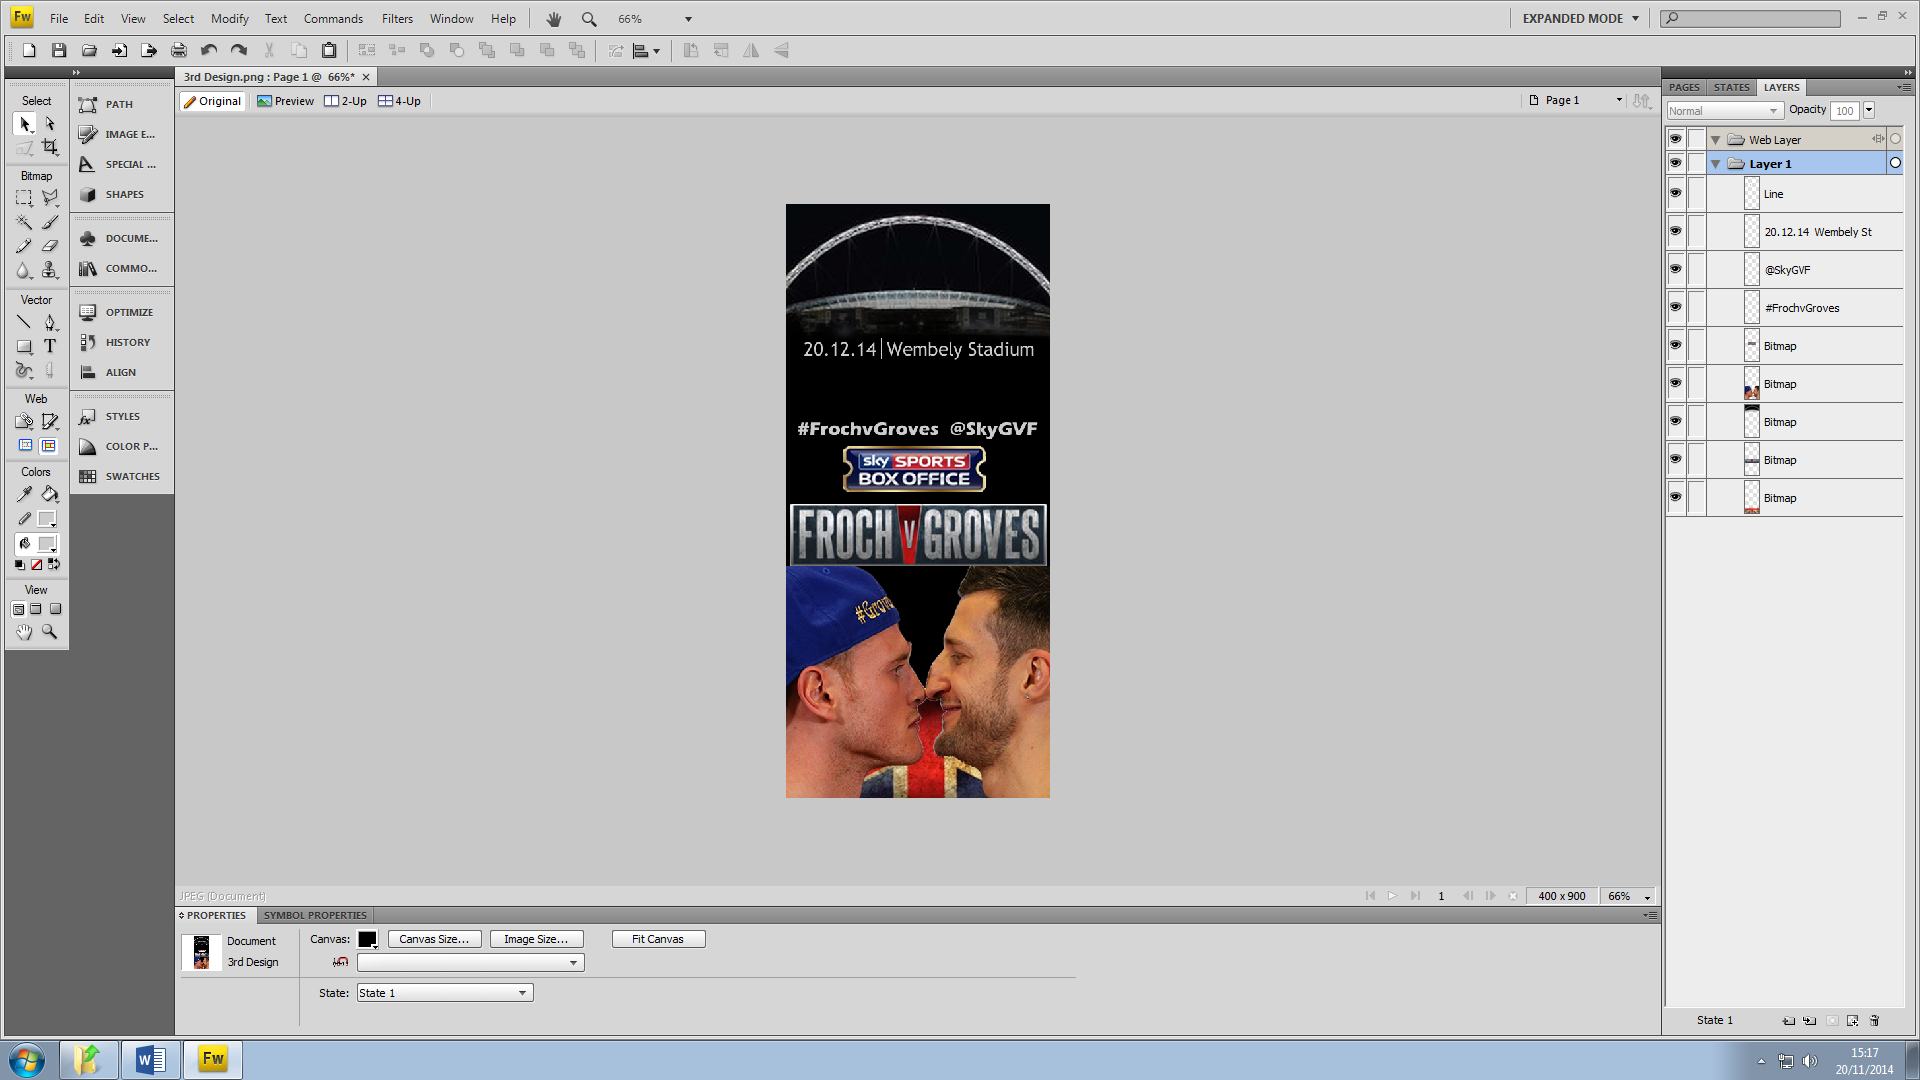 Fw File Edit View Select Modify Text Commands Filters Window Help 66% EXPANDED MODE
3rd Design.png : Page 1 @ 66%*
Original Preview 2-Up 4-Up Page 1
Select
Bitmap
Vector
Web
Colors
View
PATH
IMAGE E...
SPECIAL ...
SHAPES
DOCUME...
COMMO...
OPTIMIZE
HISTORY
ALIGN
STYLES
COLOR P...
SWATCHES
20.12.14 Wembely Stadium
#FrochvGroves @SkyGVF
sky SPORTS
BOX OFFICE
FROCH V GROVES
PAGES STATES LAYERS
Normal Opacity 100
Web Layer
Layer 1
Line
20.12.14 Wembely St
@SkyGVF
#FrochvGroves
Bitmap
Bitmap
Bitmap
Bitmap
Bitmap
State 1
JPEG (Document) 1 400 x 900 66%
PROPERTIES SYMBOL PROPERTIES
Document
3rd Design
Canvas: Canvas Size... Image Size... Fit Canvas
State: State 1
Fw
15:17
20/11/2014